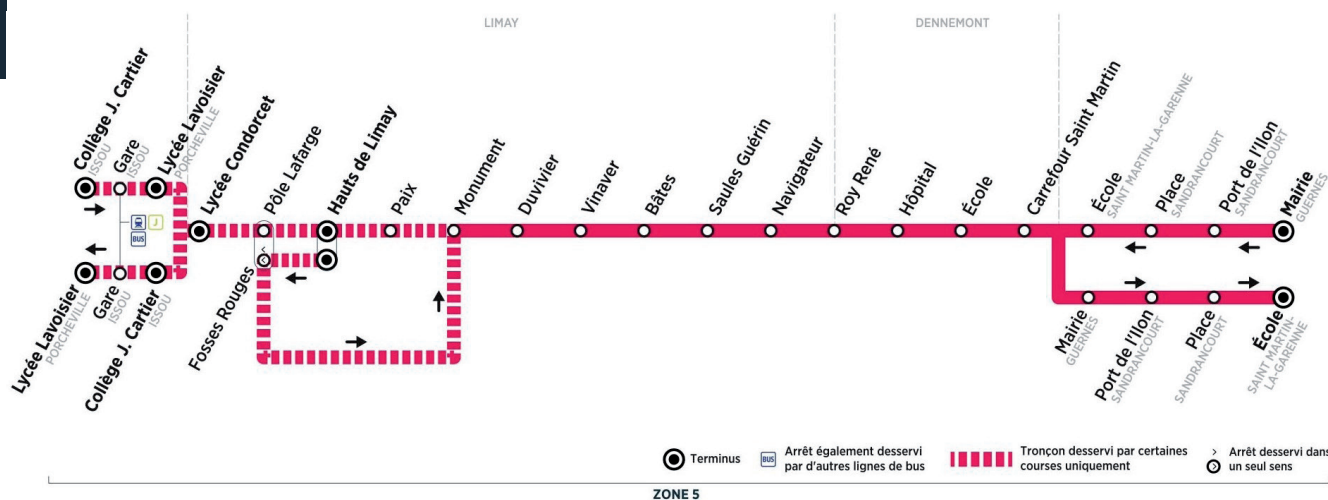 LIMAY
DENNEMONT
Collège J. Cartier
ISSOU
Gare
ISSOU
Lycée Lavoisier
PORCHEVILLE
Lycée Condorcet
Pôle Lafarge
Hauts de Limay
Paix
Monument
Duvivier
Vinaver
Bâtes
Saules Guérin
Navigateur
Roy René
Hôpital
École
Carrefour Saint Martin
École
SAINT MARTIN-LA-GARENNE
Place
SANDRANCOURT
Port de l'Ilon
SANDRANCOURT
Mairie
GUERNES
J
BUS
Lycée Lavoisier
PORCHEVILLE
Gare
ISSOU
Collège J. Cartier
ISSOU
Fosses Rouges
Mairie
GUERNES
Port de l'Ilon
SANDRANCOURT
Place
SANDRANCOURT
École
SAINT MARTIN-
LA-GARENNE
Terminus
BUS
Arrêt également desservi
par d'autres lignes de bus
Tronçon desservi par certaines
courses uniquement
Arrêt desservi dans
un seul sens
ZONE 5